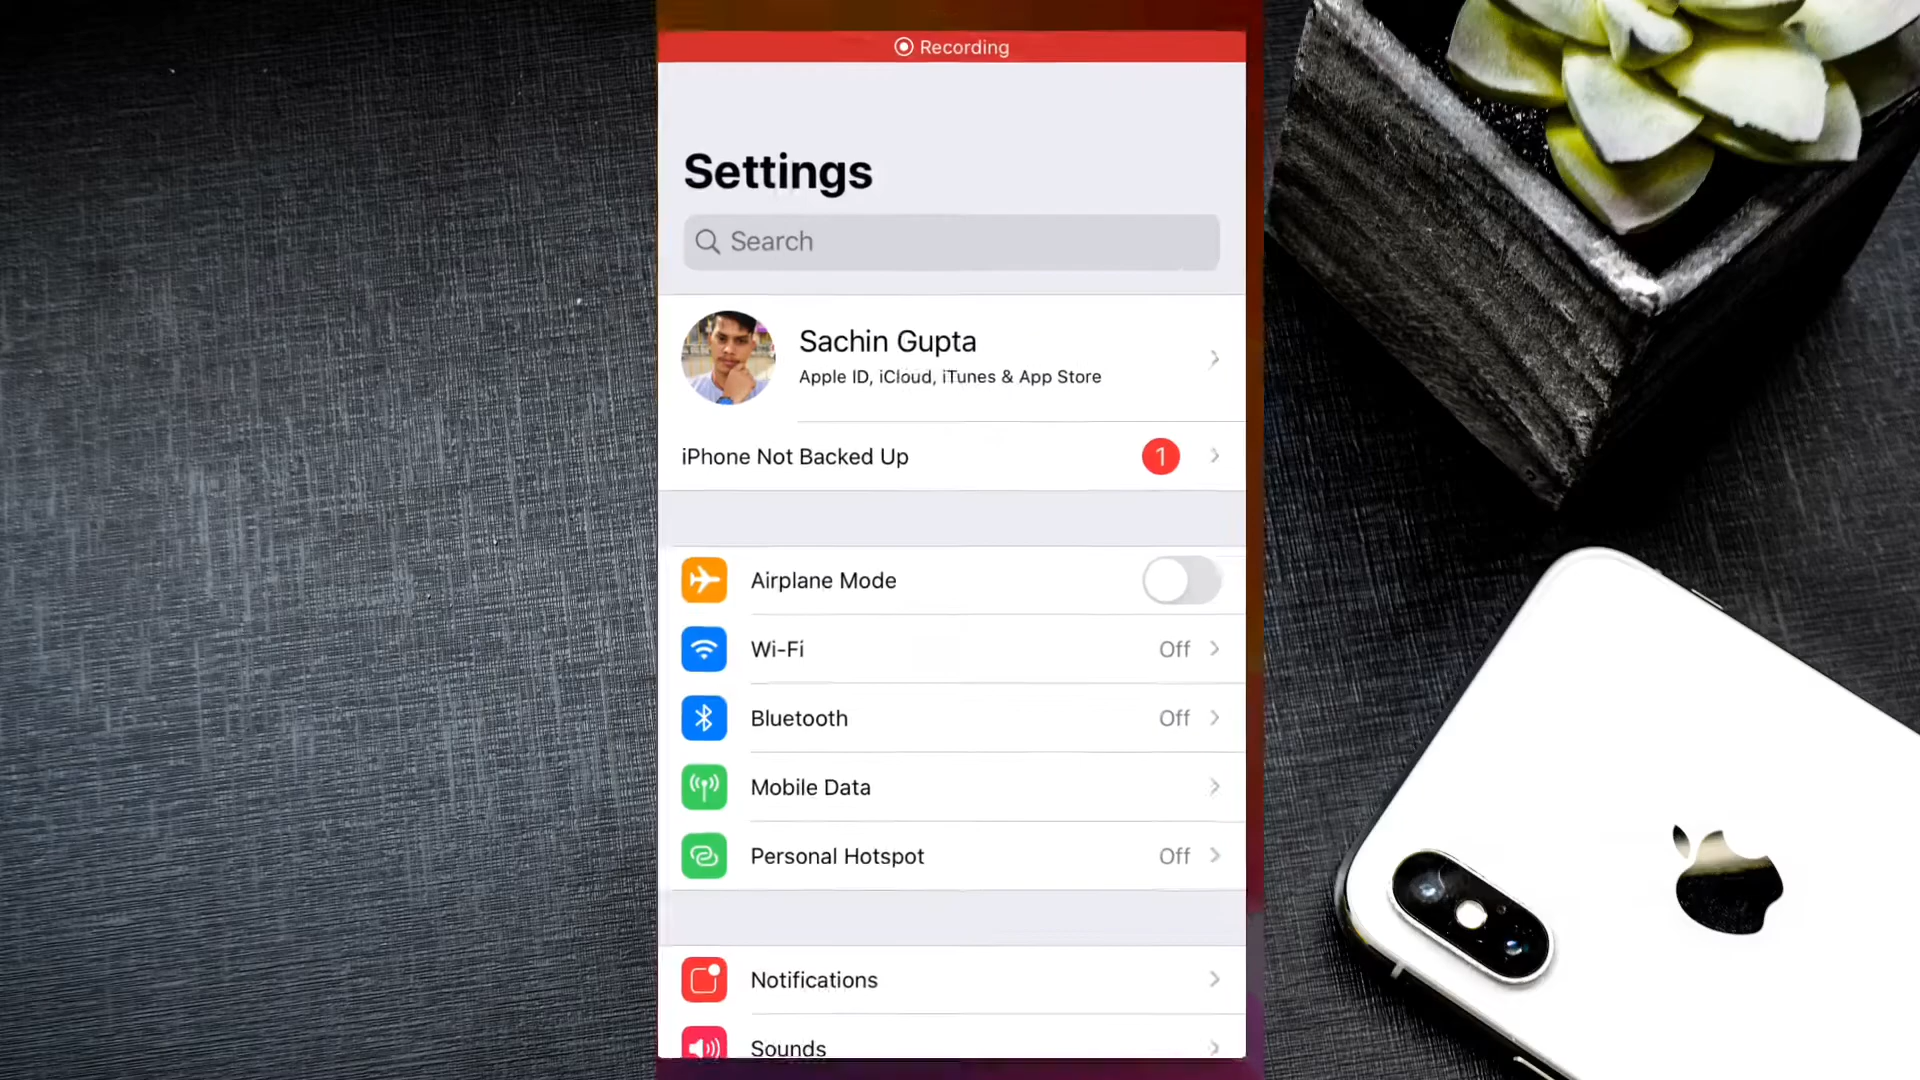 Recording
Settings
Search
Sachin Gupta
Apple ID, iCloud, iTunes & App Store
iPhone Not Backed Up 1
Airplane Mode
Wi-Fi Off
Bluetooth Off
Mobile Data
Personal Hotspot Off
Notifications
Sounds